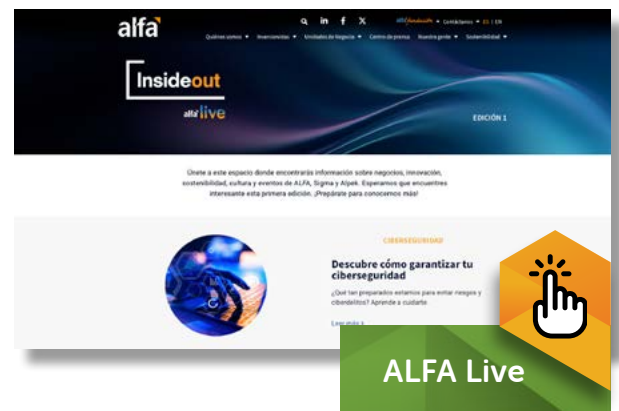 alfa
alfafundación Contáctanos ES | EN
Quiénes somos Inversionistas Unidades de Negocio Centro de prensa Nuestra gente Sostenibilidad
Insideout
alfa live
EDICIÓN 1
Únete a este espacio donde encontrarás información sobre negocios, innovación,
sostenibilidad, cultura y eventos de ALFA, Sigma y Alpek. Esperamos que encuentres
interesante esta primera edición. ¡Prepárate para conocernos más!
CIBERSEGURIDAD
Descubre cómo garantizar tu
ciberseguridad
¿Qué tan preparados estamos para evitar riesgos y
ciberdelitos? Aprende a cuidarte
Leer más
ALFA Live